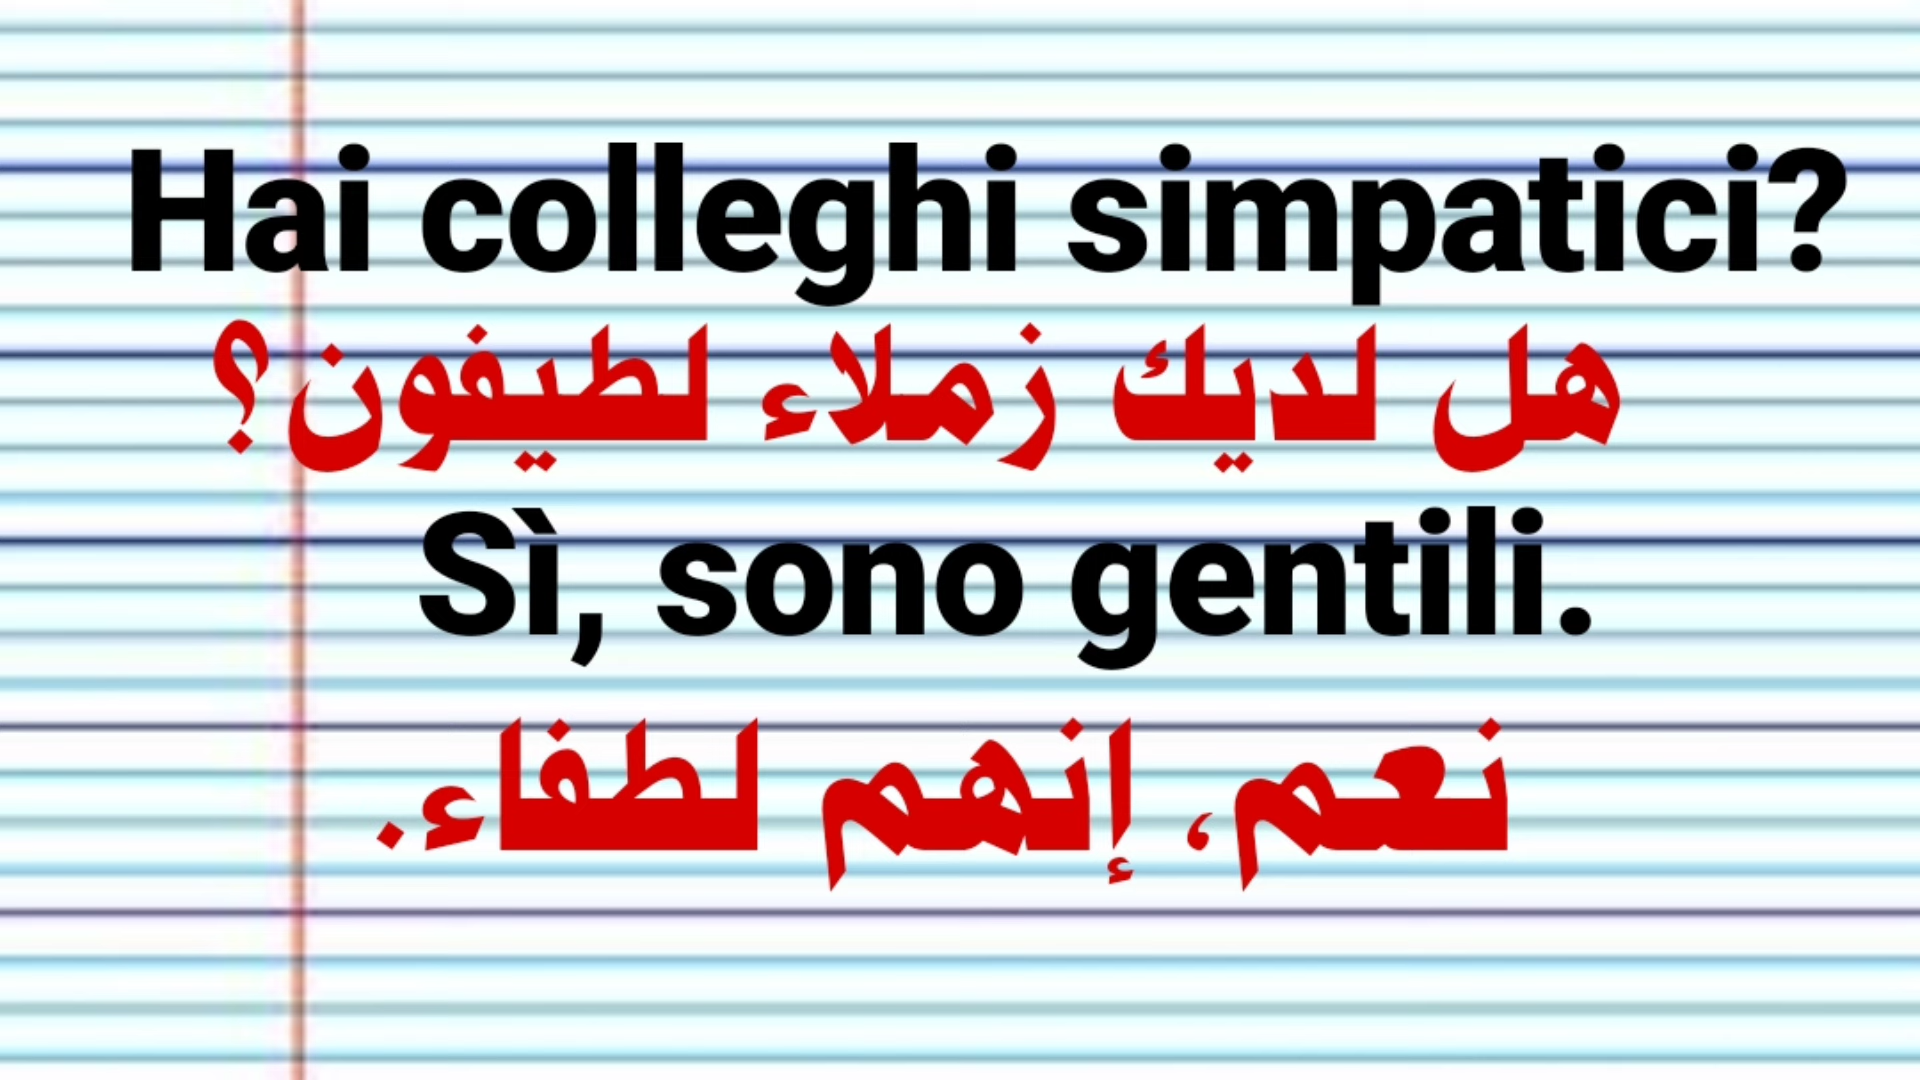 Hai colleghi simpatici?
هل لديك زملاء لطيفون؟
Sì, sono gentili.
نعم، إنهم لطفاء.